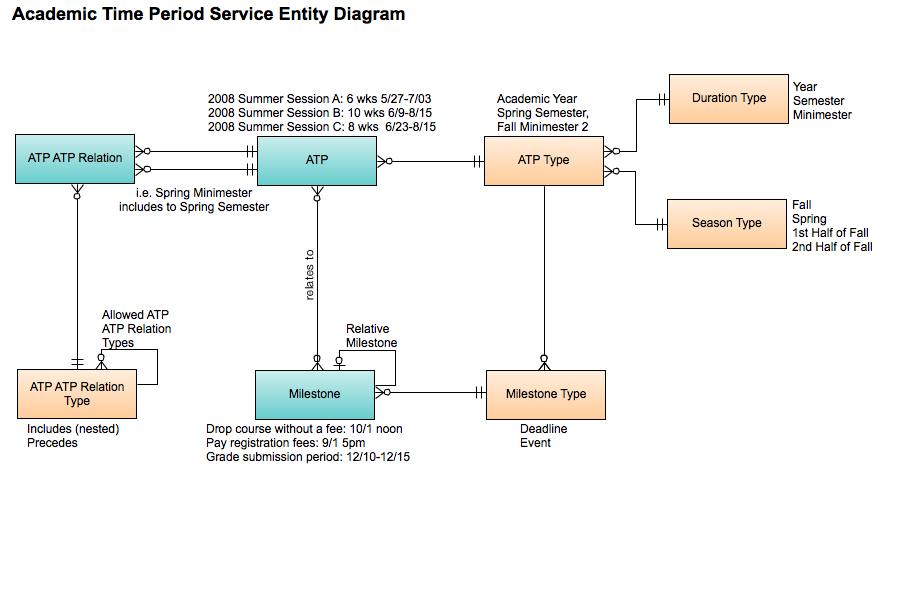 Academic Time Period Service Entity Diagram
2008 Summer Session A: 6 wks 5/27-7/03
2008 Summer Session B: 10 wks 6/9-8/15
2008 Summer Session C: 8 wks 6/23-8/15
Academic Year
Spring Semester,
Fall Minimester 2
Duration Type
Year
Semester
Minimester
ATP ATP Relation
ATP
ATP Type
i.e. Spring Minimester
includes to Spring Semester
Season Type
Fall
Spring
1st Half of Fall
2nd Half of Fall
relates to
Allowed ATP
ATP Relation
Types
Relative
Milestone
ATP ATP Relation
Type
Milestone
Milestone Type
Includes (nested)
Precedes
Drop course without a fee: 10/1 noon
Pay registration fees: 9/1 5pm
Grade submission period: 12/10-12/15
Deadline
Event